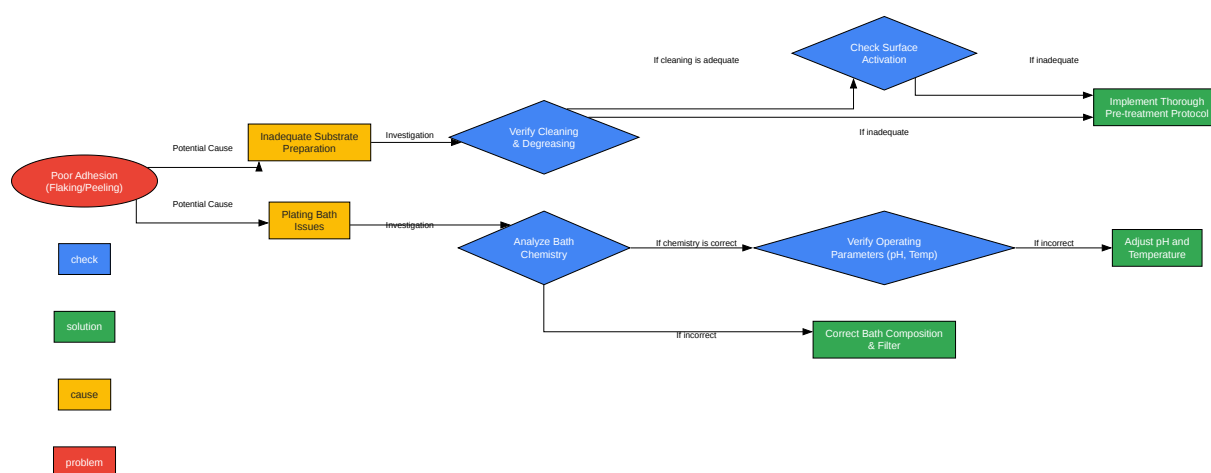 Check Surface
Activation
If cleaning is adequate
If inadequate
Implement Thorough
Pre-treatment Protocol
Inadequate Substrate
Preparation
Investigation
Verify Cleaning
& Degreasing
If inadequate
Potential Cause
Poor Adhesion
(Flaking/Peeling)
Potential Cause
Plating Bath
Issues
Investigation
Analyze Bath
Chemistry
If chemistry is correct
Verify Operating
Parameters (pH, Temp)
If incorrect
Adjust pH and
Temperature
check
solution
If incorrect
Correct Bath Composition
& Filter
cause
problem